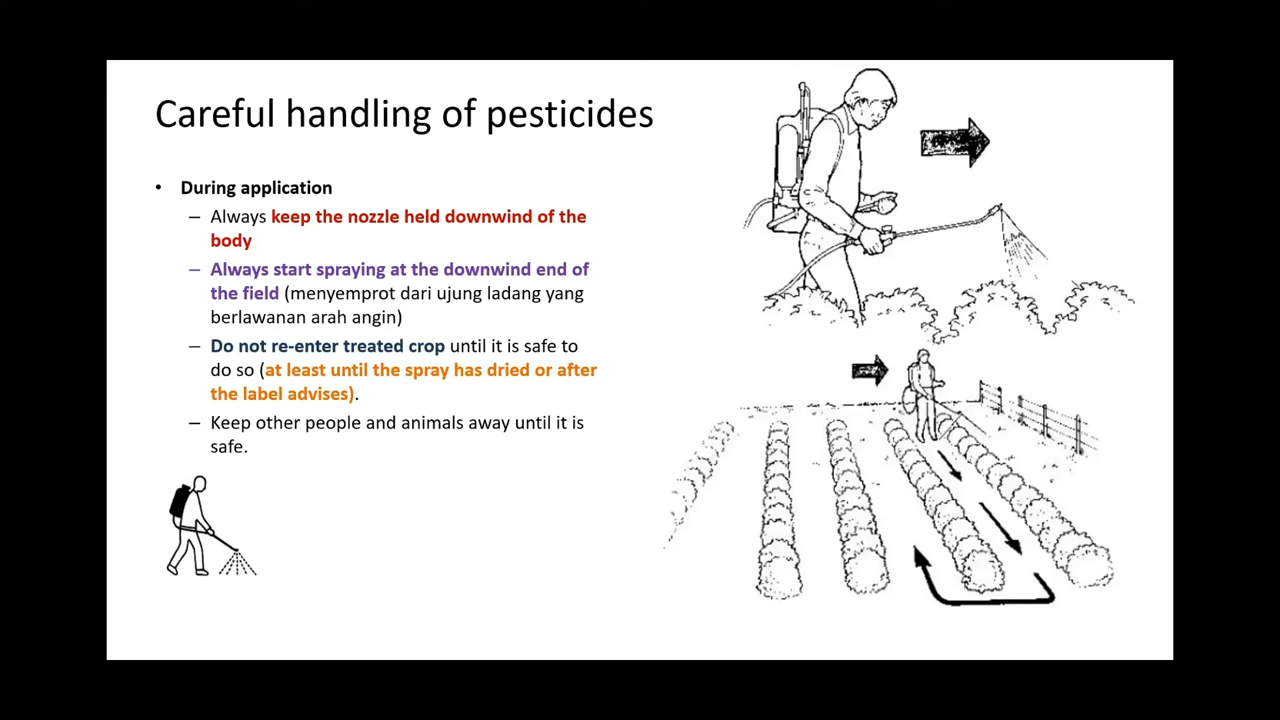 Careful handling of pesticides
• During application
– Always keep the nozzle held downwind of the
body
– Always start spraying at the downwind end of
the field (menyemprot dari ujung ladang yang
berlawanan arah angin)
– Do not re-enter treated crop until it is safe to
do so (at least until the spray has dried or after
the label advises).
– Keep other people and animals away until it is
safe.